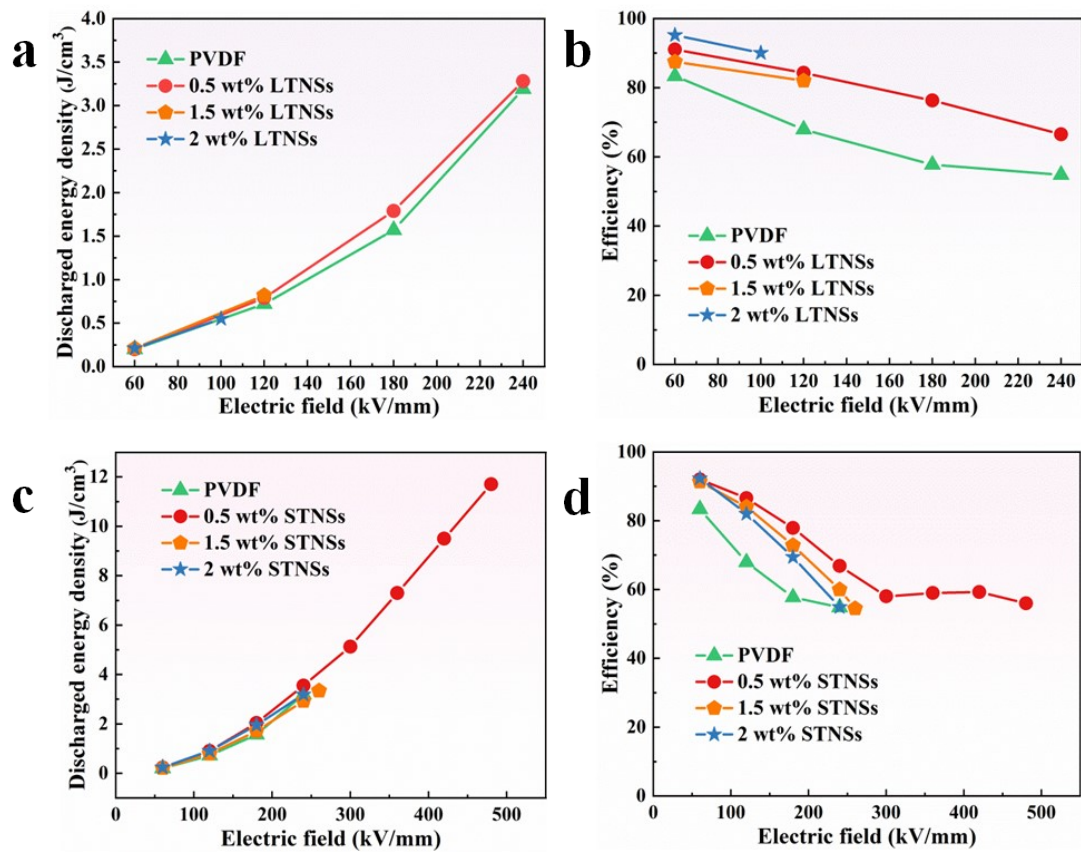 a
4.0
3.5
3.0
2.5
2.0
1.5
1.0
0.5
0.0
Discharged energy density (J/cm³)
PVDF
0.5 wt% LTNSs
1.5 wt% LTNSs
2 wt% LTNSs
60 80 100 120 140 160 180 200 220 240
Electric field (kV/mm)
b
100
80
60
40
20
0
Efficiency (%)
PVDF
0.5 wt% LTNSs
1.5 wt% LTNSs
2 wt% LTNSs
60 80 100 120 140 160 180 200 220 240
Electric field (kV/mm)
c
12
10
8
6
4
2
0
Discharged energy density (J/cm³)
PVDF
0.5 wt% STNSs
1.5 wt% STNSs
2 wt% STNSs
0 100 200 300 400 500
Electric field (kV/mm)
d
100
80
60
40
20
0
Efficiency (%)
PVDF
0.5 wt% STNSs
1.5 wt% STNSs
2 wt% STNSs
0 100 200 300 400 500
Electric field (kV/mm)